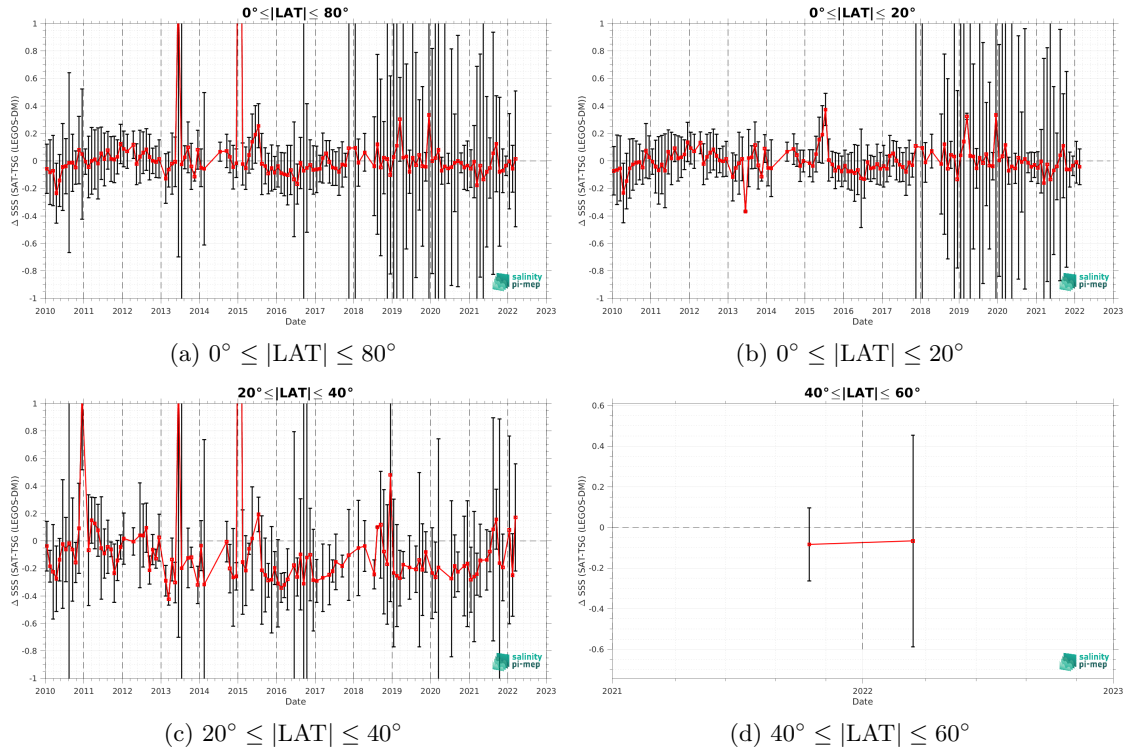 0°≤|LAT|≤ 80°
Δ SSS (SAT-TSG (LEGOS-DM))
1
0.8
0.6
0.4
0.2
0
-0.2
-0.4
-0.6
-0.8
-1
2010 2011 2012 2013 2014 2015 2016 2017 2018 2019 2020 2021 2022 2023
Date
salinity
pi-mep
(a) 0° ≤ |LAT| ≤ 80°
0°≤|LAT|≤ 20°
Δ SSS (SAT-TSG (LEGOS-DM))
1
0.8
0.6
0.4
0.2
0
-0.2
-0.4
-0.6
-0.8
-1
2010 2011 2012 2013 2014 2015 2016 2017 2018 2019 2020 2021 2022 2023
Date
salinity
pi-mep
(b) 0° ≤ |LAT| ≤ 20°
20°≤|LAT|≤ 40°
Δ SSS (SAT-TSG (LEGOS-DM))
1
0.8
0.6
0.4
0.2
0
-0.2
-0.4
-0.6
-0.8
-1
2010 2011 2012 2013 2014 2015 2016 2017 2018 2019 2020 2021 2022 2023
Date
salinity
pi-mep
(c) 20° ≤ |LAT| ≤ 40°
40°≤|LAT|≤ 60°
Δ SSS (SAT-TSG (LEGOS-DM))
0.6
0.4
0.2
0
-0.2
-0.4
-0.6
2021 2022 2023
Date
salinity
pi-mep
(d) 40° ≤ |LAT| ≤ 60°